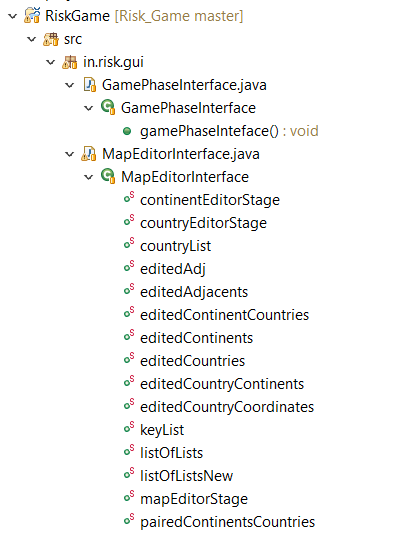 RiskGame [Risk_Game master]
src
in.risk.gui
GamePhaseInterface.java
GamePhaseInterface
gamePhaseInteface() : void
MapEditorInterface.java
MapEditorInterface
continentEditorStage
countryEditorStage
countryList
editedAdj
editedAdjacents
editedContinentCountries
editedContinents
editedCountries
editedCountryContinents
editedCountryCoordinates
keyList
listOfLists
listOfListsNew
mapEditorStage
pairedContinentsCountries